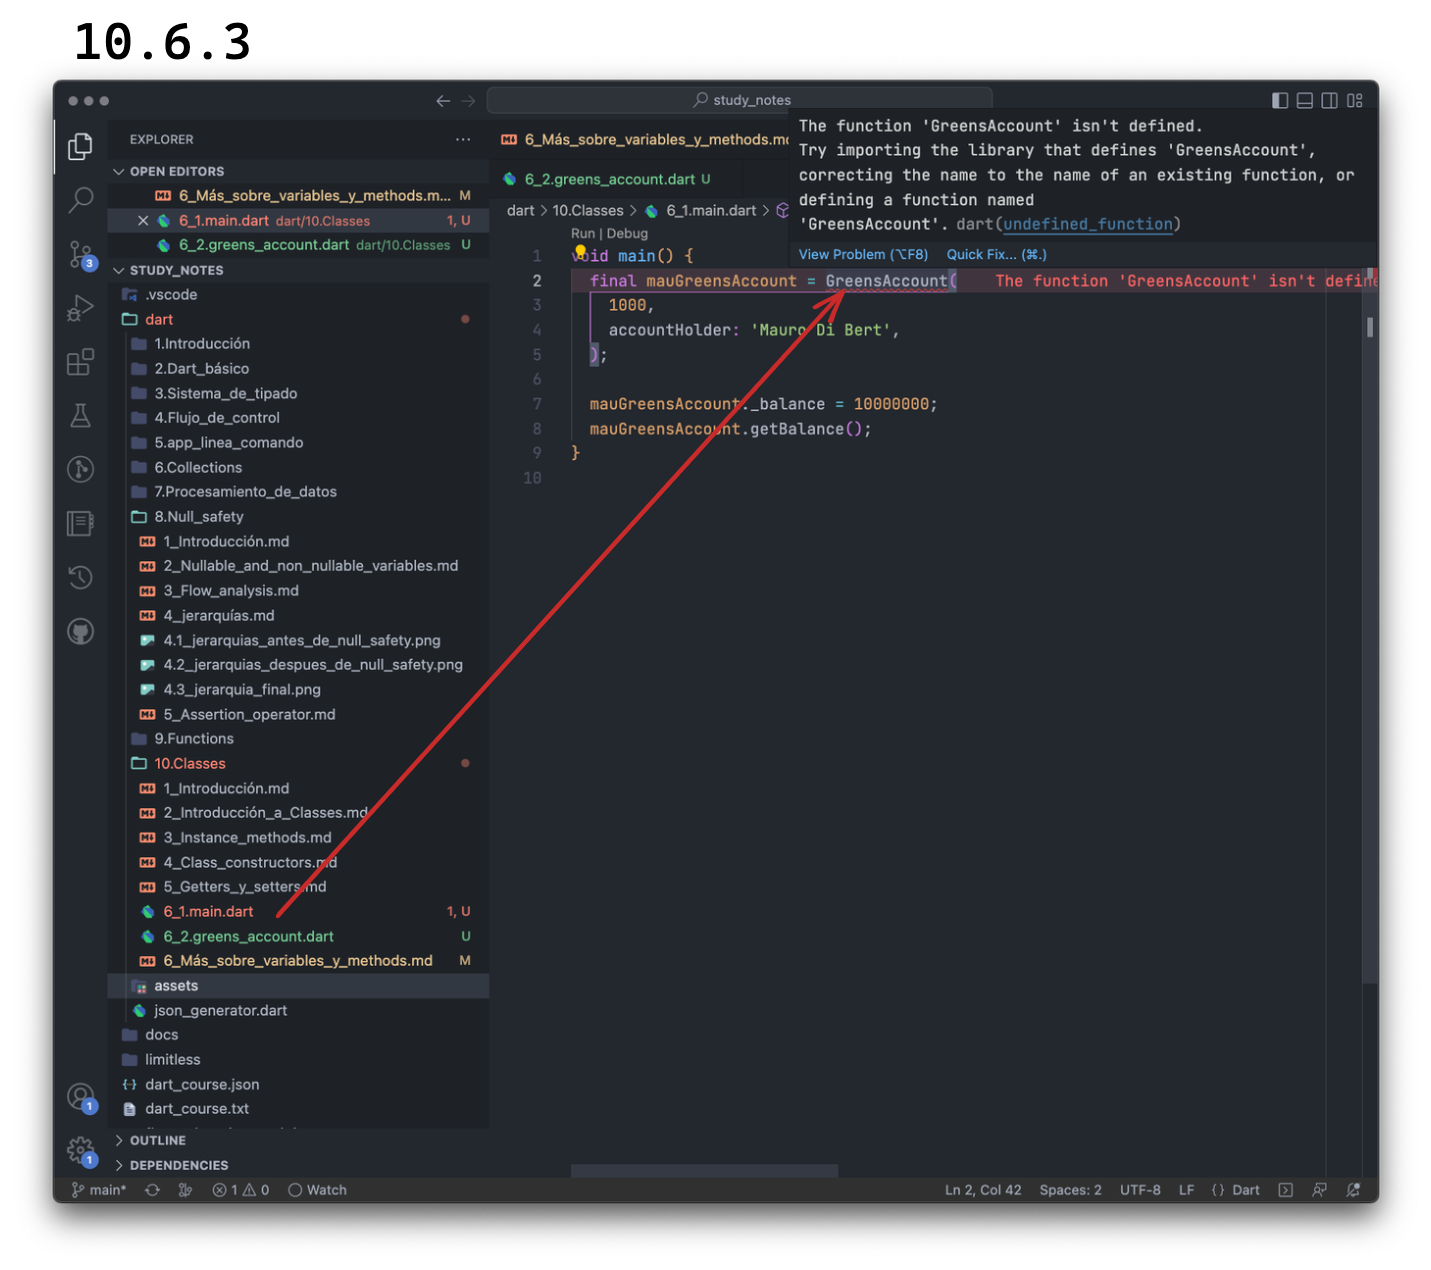 10.6.3
study_notes
EXPLORER
OPEN EDITORS
6_Más_sobre_variables_y_methods.m... M
6_1.main.dart dart/10.Classes 1, U
6_2.greens_account.dart dart/10.Classes U
STUDY_NOTES
.vscode
dart
1.Introducción
2.Dart_básico
3.Sistema_de_tipado
4.Flujo_de_control
5.app_linea_comando
6.Collections
7.Procesamiento_de_datos
8.Null_safety
1_Introducción.md
2_Nullable_and_non_nullable_variables.md
3_Flow_analysis.md
4_jerarquías.md
4.1_jerarquias_antes_de_null_safety.png
4.2_jerarquias_despues_de_null_safety.png
4.3_jerarquia_final.png
5_Assertion_operator.md
9.Functions
10.Classes
1_Introducción.md
2_Introducción_a_Classes.md
3_Instance_methods.md
4_Class_constructors.md
5_Getters_y_setters.md
6_1.main.dart 1, U
6_2.greens_account.dart U
6_Más_sobre_variables_y_methods.md M
assets
json_generator.dart
docs
limitless
dart_course.json
dart_course.txt
OUTLINE
DEPENDENCIES
3
1
1
6_Más_sobre_variables_y_methods.md
6_2.greens_account.dart U
dart > 10.Classes > 6_1.main.dart >
The function 'GreensAccount' isn't defined.
Try importing the library that defines 'GreensAccount',
correcting the name to the name of an existing function, or
defining a function named
'GreensAccount'. dart(undefined_function)
View Problem (⌥F8) Quick Fix... (⌘.)
Run | Debug
1 void main() {
2 final mauGreensAccount = GreensAccount( The function 'GreensAccount' isn't define
3 1000,
4 accountHolder: 'Mauro Di Bert',
5 );
6
7 mauGreensAccount._balance = 10000000;
8 mauGreensAccount.getBalance();
9 }
10
main* 1 0 Watch Ln 2, Col 42 Spaces: 2 UTF-8 LF {} Dart